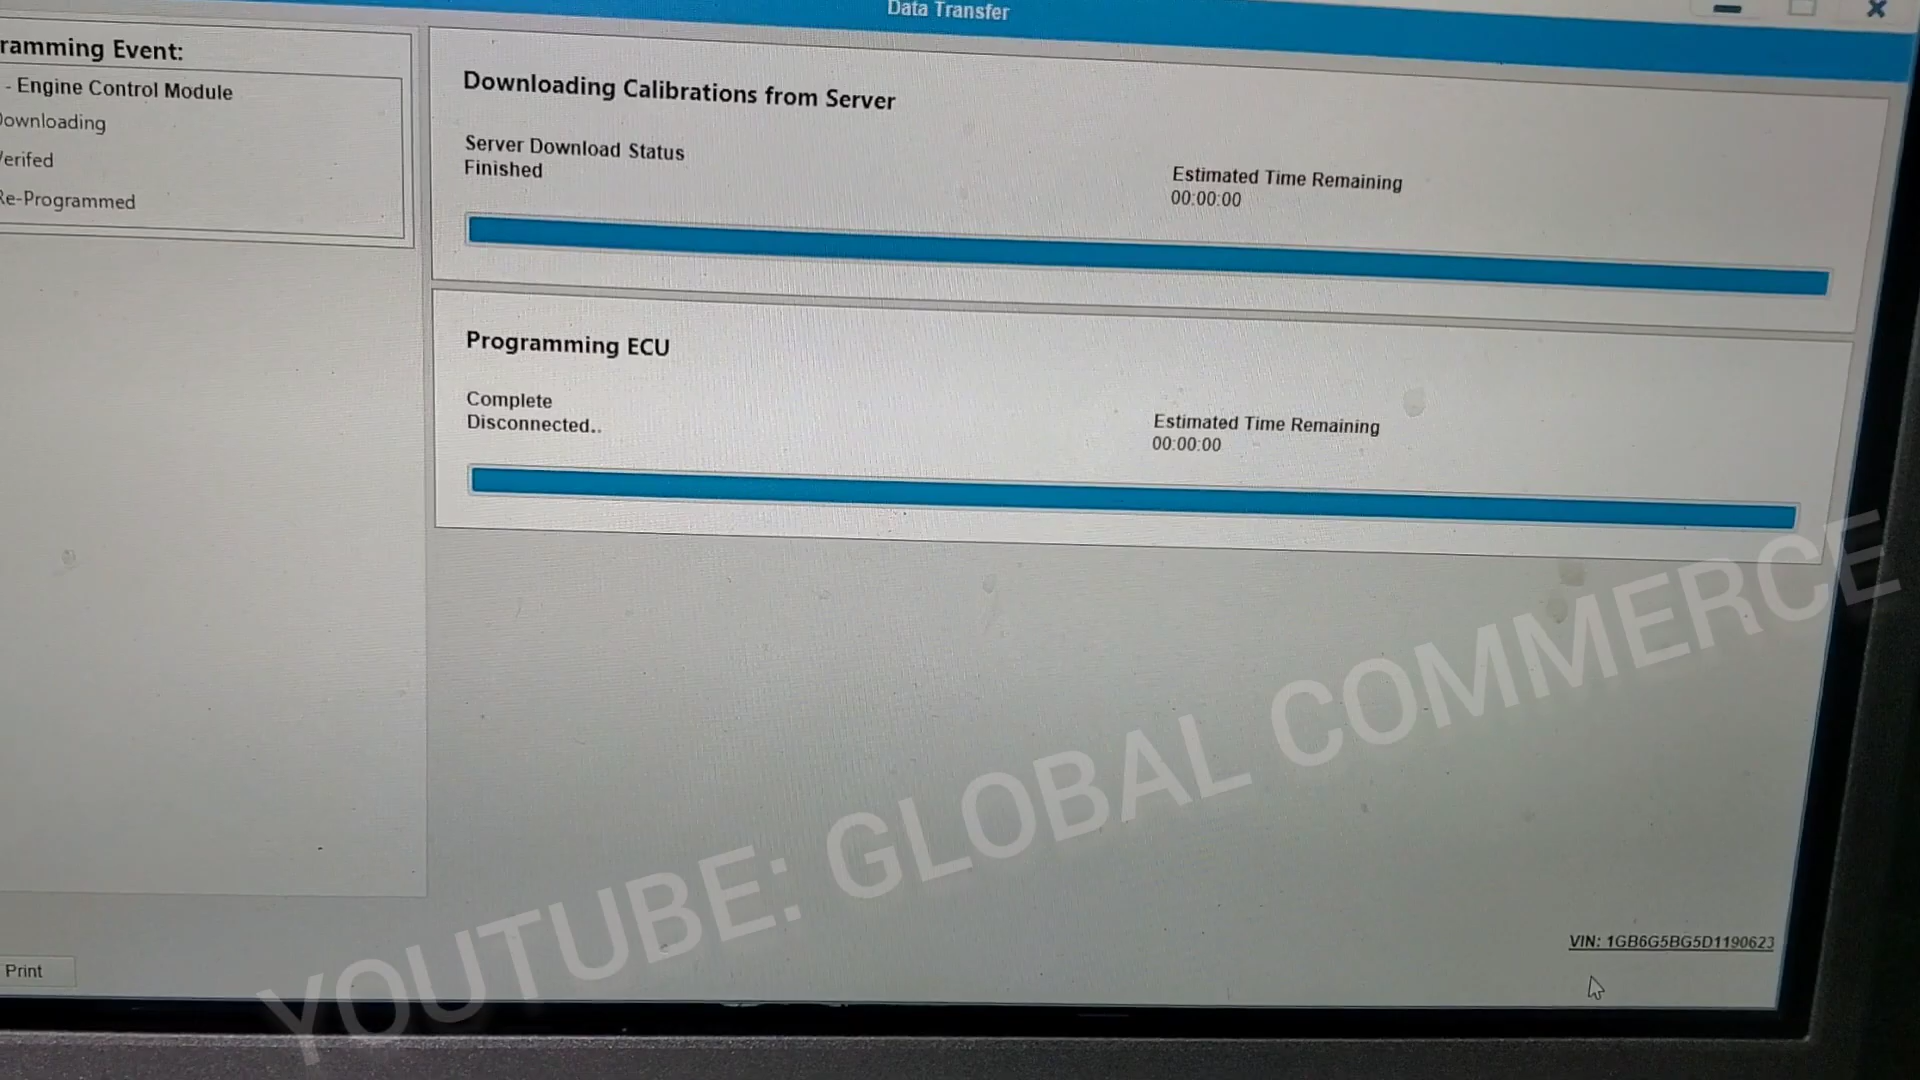 Data Transfer
ramming Event:
- Engine Control Module
ownloading
erifed
Re-Programmed
Downloading Calibrations from Server
Server Download Status
Finished
Estimated Time Remaining
00:00:00
Programming ECU
Complete
Disconnected..
Estimated Time Remaining
00:00:00
YOUTUBE: GLOBAL COMMERCE
VIN: 1GB6G5BG5D1190623
Print